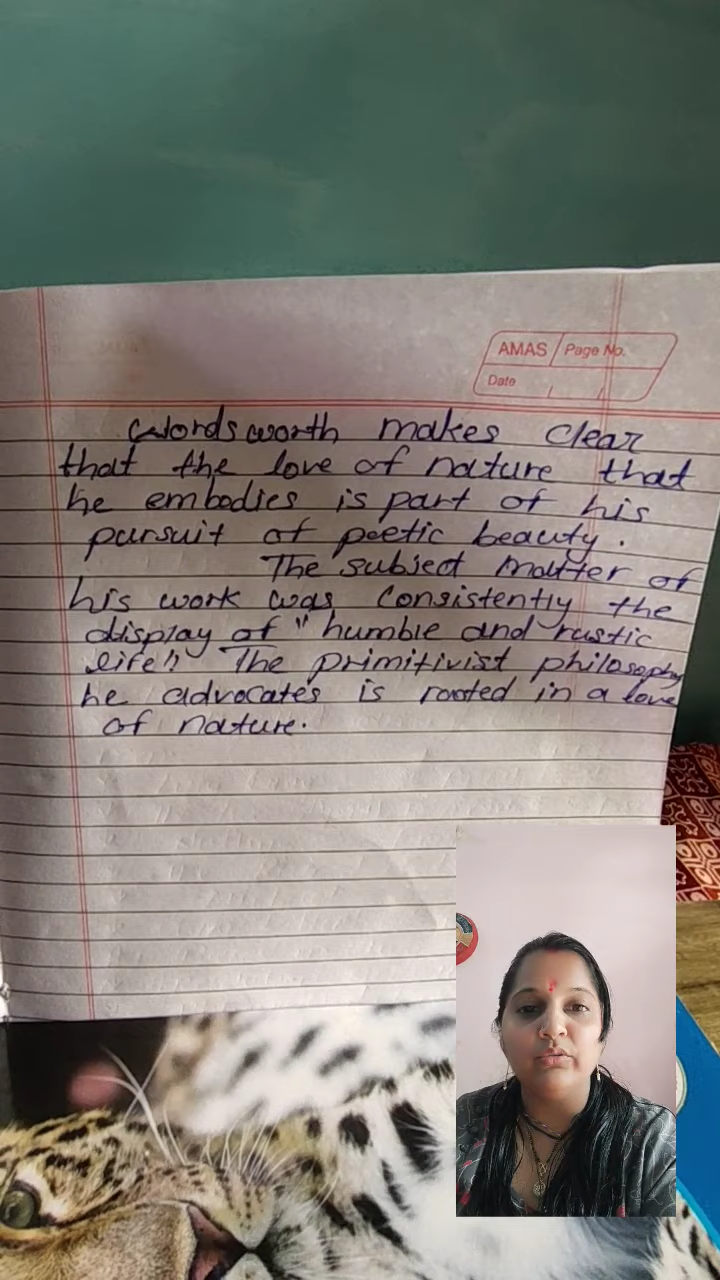 AMAS Page No.
Date
Wordsworth makes clear
that the love of nature that
he embodies is part of his
pursuit of poetic beauty.
The subject matter of
his work was consistently the
display of "humble and rustic
life". The primitivist philosophy
he advocates is rooted in a love
of nature.